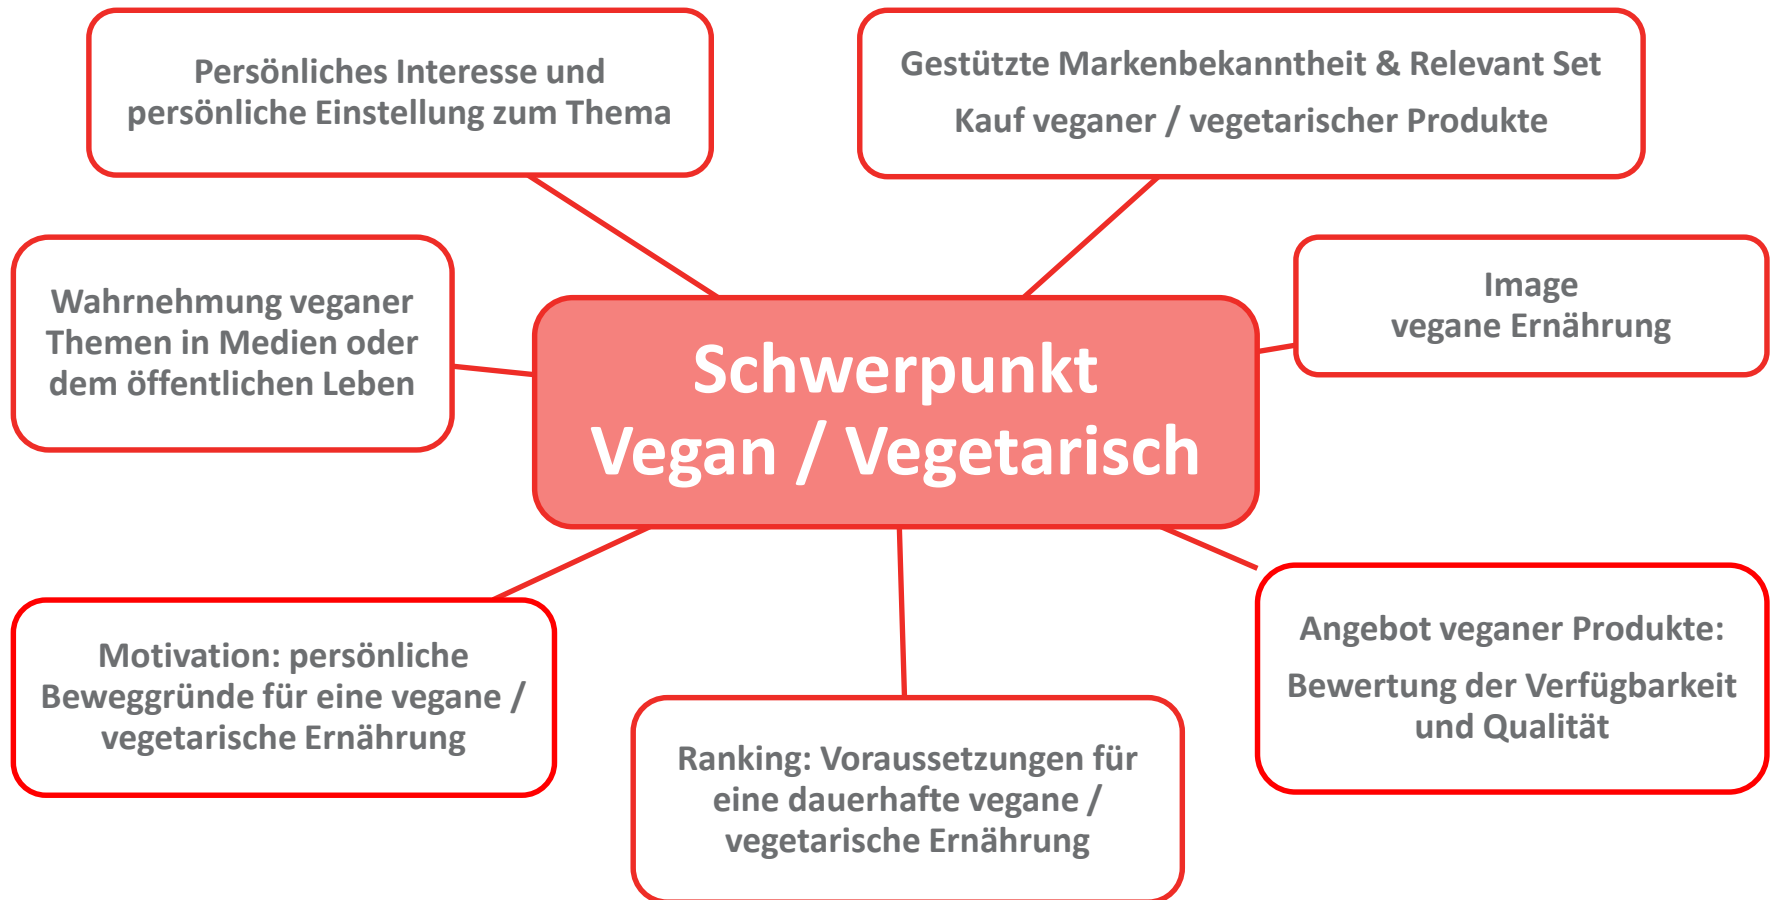 Persönliches Interesse und
persönliche Einstellung zum Thema
Gestützte Markenbekanntheit & Relevant Set
Kauf veganer / vegetarischer Produkte
Wahrnehmung veganer
Themen in Medien oder
dem öffentlichen Leben
Image
vegane Ernährung
Schwerpunkt
Vegan / Vegetarisch
Motivation: persönliche
Beweggründe für eine vegane /
vegetarische Ernährung
Ranking: Voraussetzungen für
eine dauerhafte vegane /
vegetarische Ernährung
Angebot veganer Produkte:
Bewertung der Verfügbarkeit
und Qualität